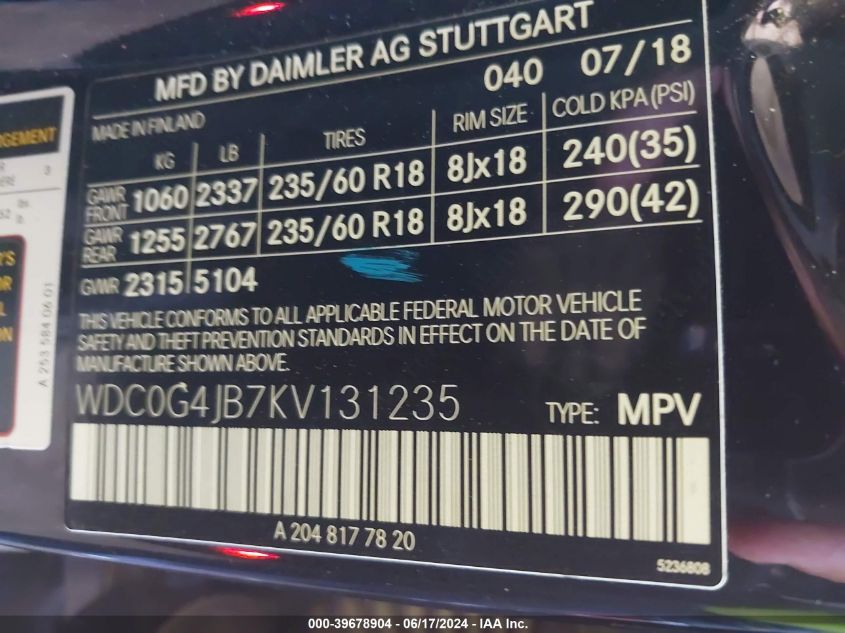 MFD BY DAIMLER AG STUTTGART
040 07/18
MADE IN FINLAND
KG LB TIRES RIM SIZE COLD KPA (PSI)
GAWR FRONT 1060 2337 235/60 R18 8Jx18 240(35)
GAWR REAR 1255 2767 235/60 R18 8Jx18 290(42)
GVWR 2315 5104
THIS VEHICLE CONFORMS TO ALL APPLICABLE FEDERAL MOTOR VEHICLE
SAFETY AND THEFT PREVENTION STANDARDS IN EFFECT ON THE DATE OF
MANUFACTURE SHOWN ABOVE.
WDC0G4JB7KV131235 TYPE: MPV
A 204 817 78 20
5236808
A 253 584 06 01
000-39678904 - 06/17/2024 - IAA Inc.